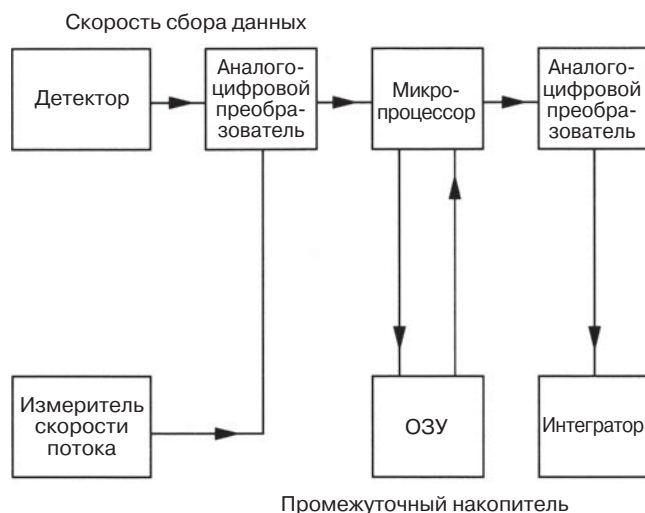 Скорость сбора данных
Детектор
Аналого-
цифровой
преобра-
зователь
Микро-
процессор
Аналого-
цифровой
преобра-
зователь
Измеритель
скорости
потока
ОЗУ
Интегратор
Промежуточный накопитель